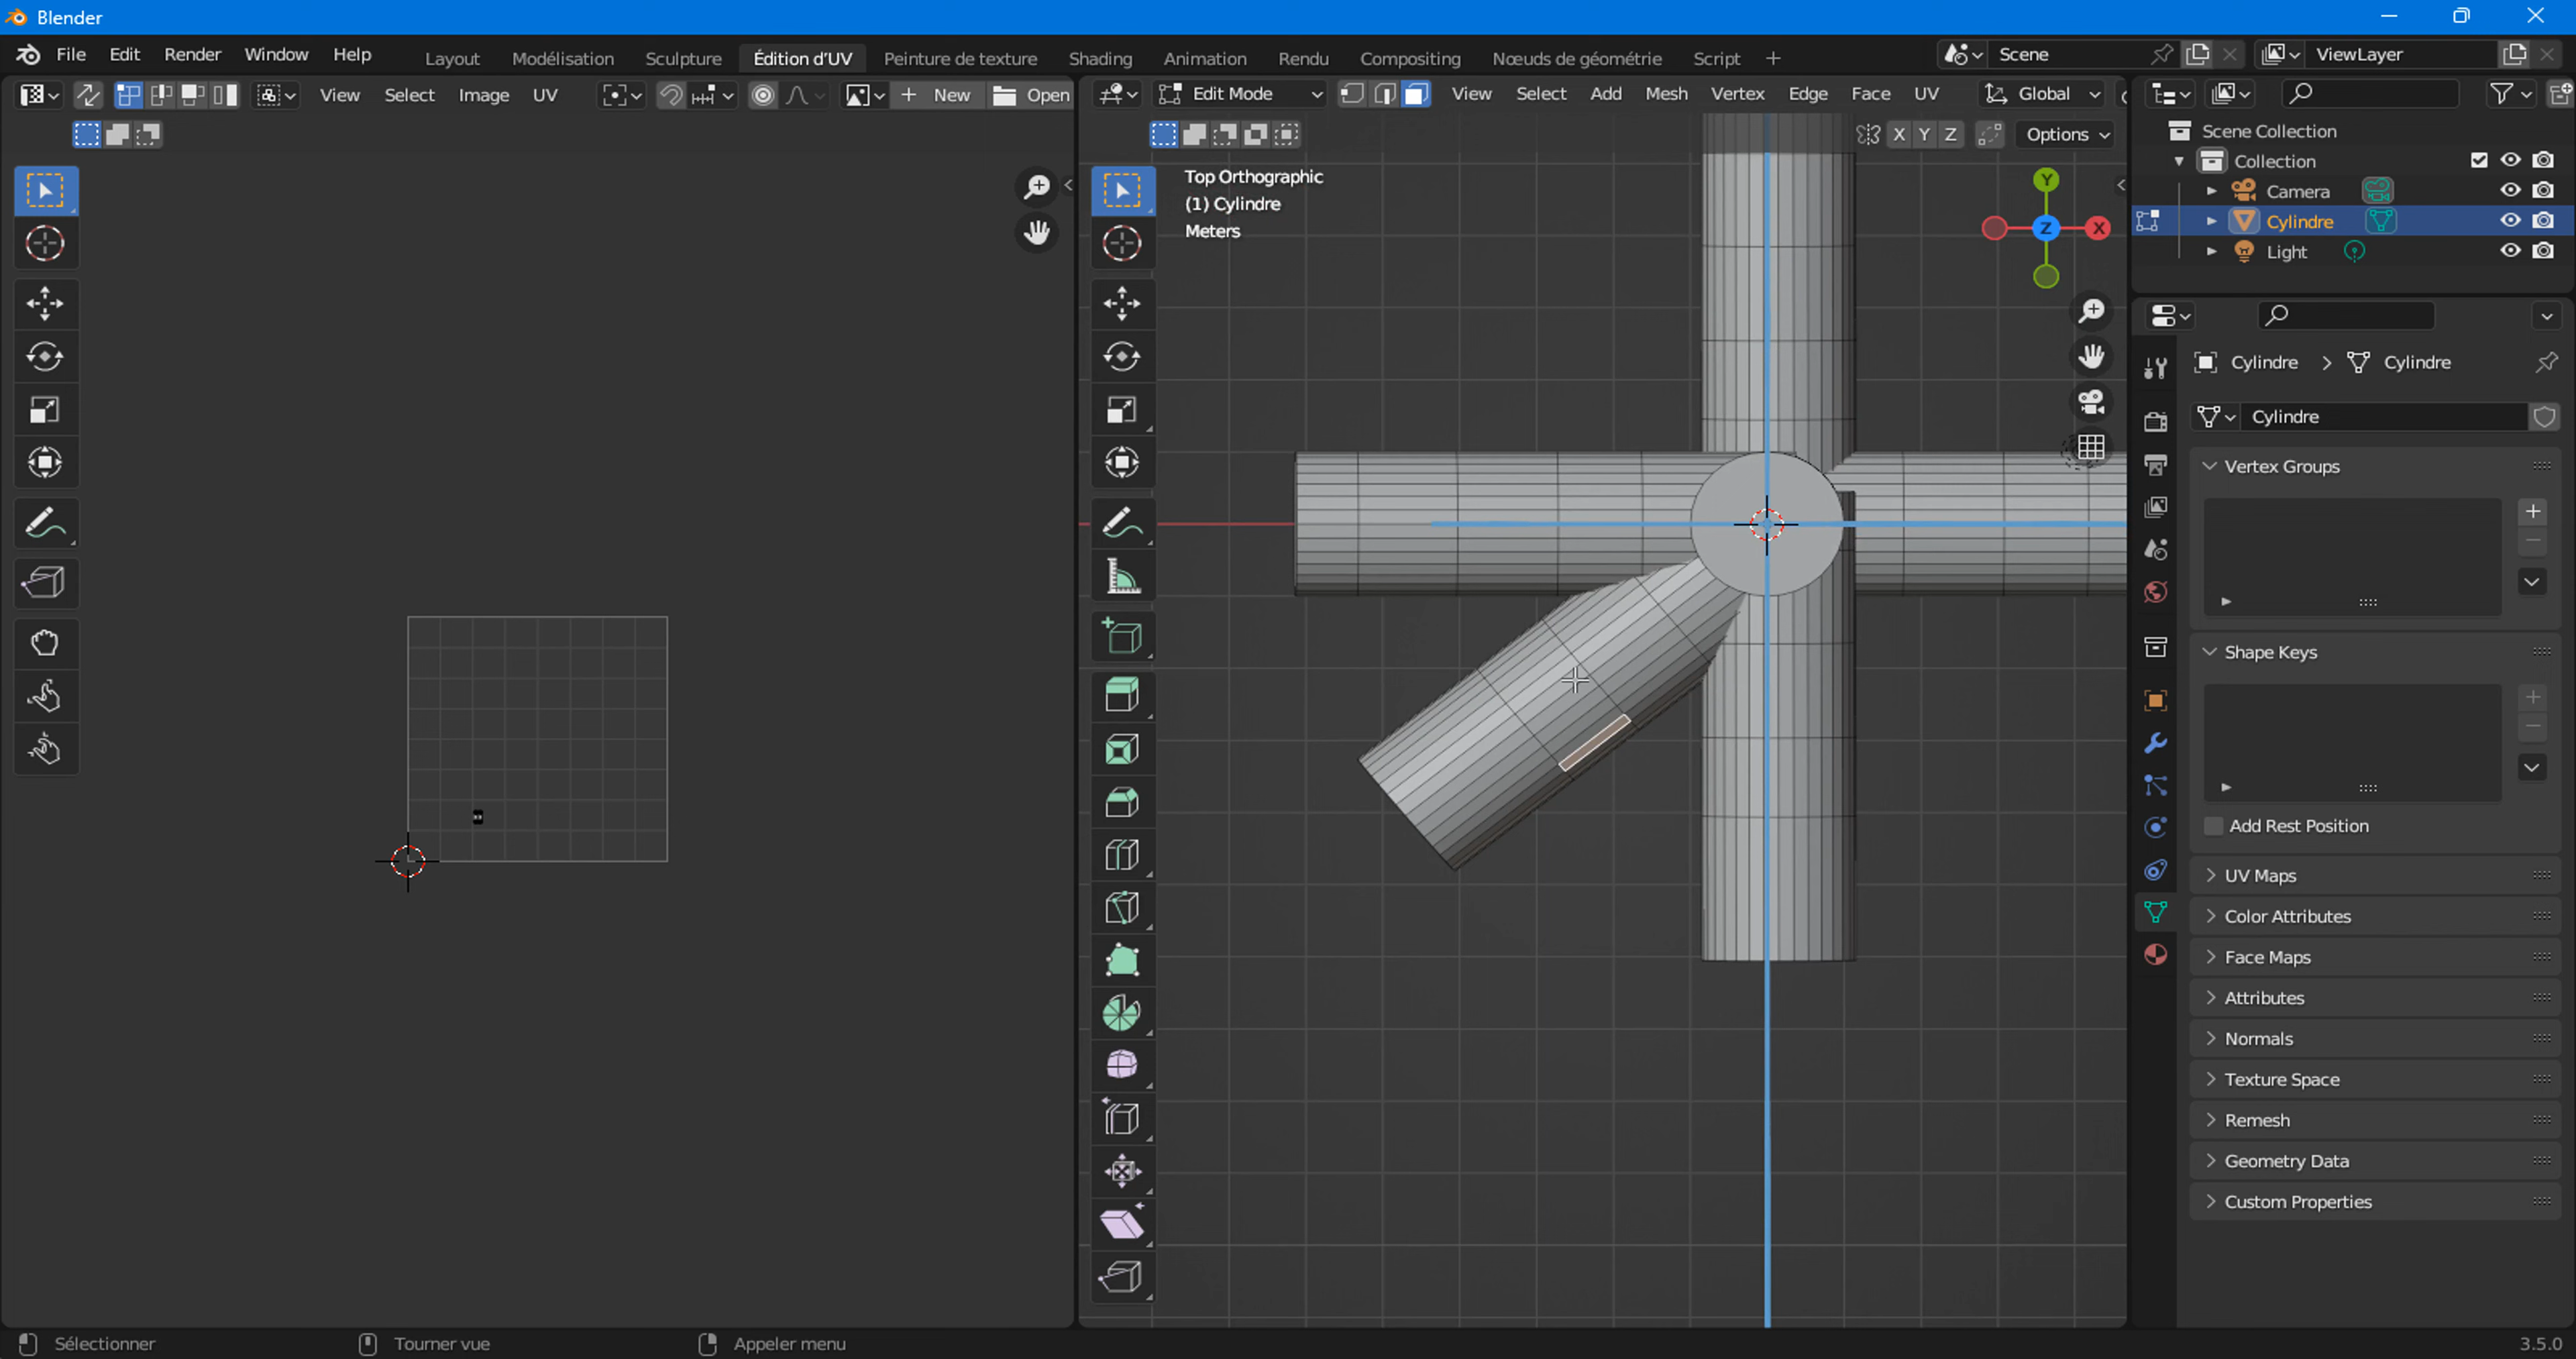 Blender
File Edit Render Window Help Layout Modélisation Sculpture Édition d'UV Peinture de texture Shading Animation Rendu Compositing Nœuds de géométrie Script + Scene ViewLayer
View Select Image UV New Open
Edit Mode View Select Add Mesh Vertex Edge Face UV Global
X Y Z Options
Top Orthographic
(1) Cylindre
Meters
Y
Z X
Scene Collection
Collection
Camera
Cylindre
Light
Cylindre > Cylindre
Cylindre
Vertex Groups
Shape Keys
Add Rest Position
UV Maps
Color Attributes
Face Maps
Attributes
Normals
Texture Space
Remesh
Geometry Data
Custom Properties
Sélectionner Tourner vue Appeler menu 3.5.0